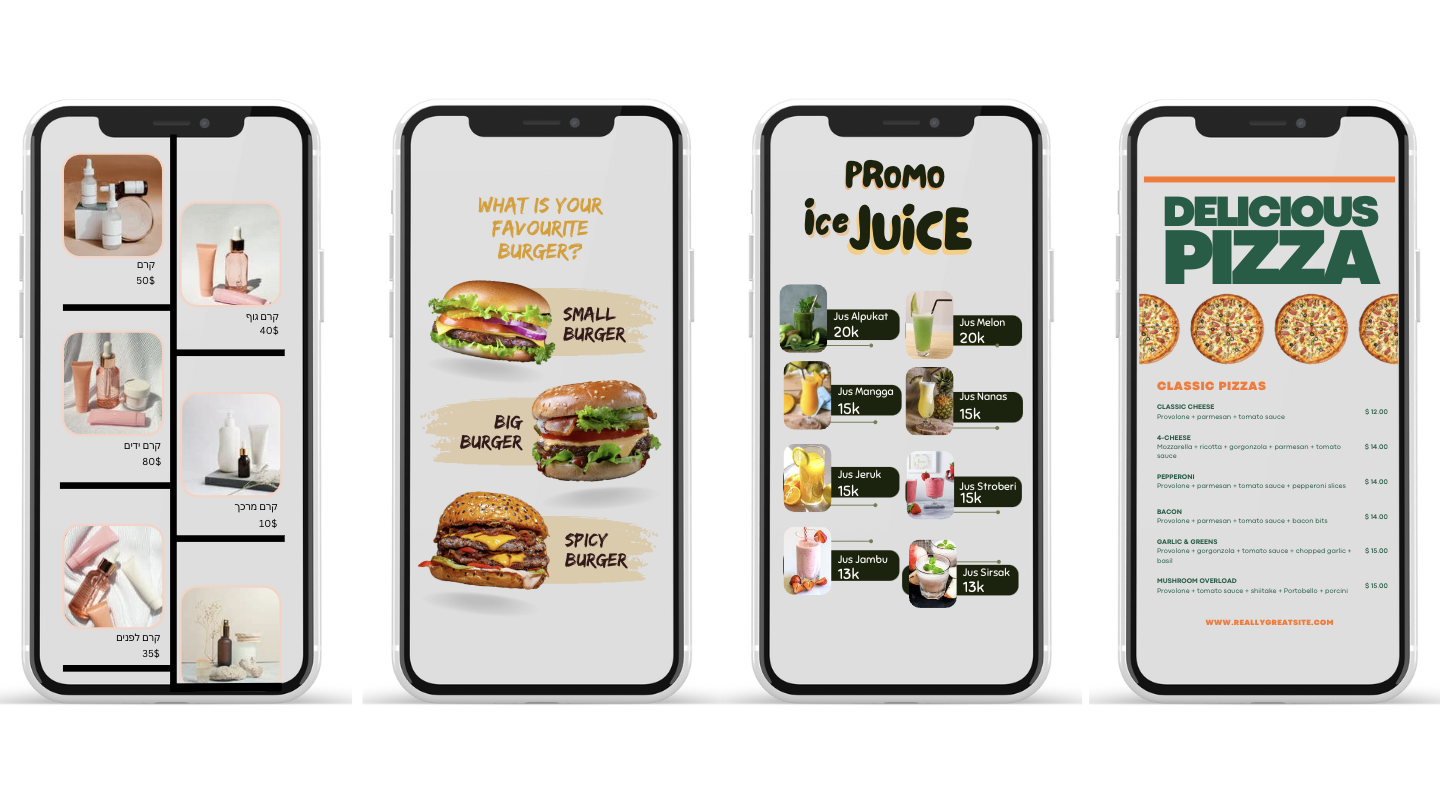 קרם
50$
קרם גוף
40$
קרם ידים
80$
קרם מרכך
10$
קרם לפנים
35$
WHAT IS YOUR
FAVOURITE
BURGER?
SMALL
BURGER
BIG
BURGER
SPICY
BURGER
PROMO
ice JUICE
Jus Alpukat
20k
Jus Melon
20k
Jus Mangga
15k
Jus Nanas
15k
Jus Jeruk
15k
Jus Stroberi
15k
Jus Jambu
13k
Jus Sirsak
13k
DELICIOUS
PIZZA
CLASSIC PIZZAS
CLASSIC CHEESE
Provolone + parmesan + tomato sauce
$ 12.00
4-CHEESE
Mozzarella + ricotta + gorgonzola + parmesan + tomato
sauce
$ 14.00
PEPPERONI
Provolone + parmesan + tomato sauce + pepperoni slices
$ 14.00
BACON
Provolone + parmesan + tomato sauce + bacon bits
$ 14.00
GARLIC & GREENS
Provolone + gorgonzola + tomato sauce + chopped garlic +
basil
$ 15.00
MUSHROOM OVERLOAD
Provolone + tomato sauce + shiitake + Portobello + porcini
$ 15.00
WWW.REALLYGREATSITE.COM